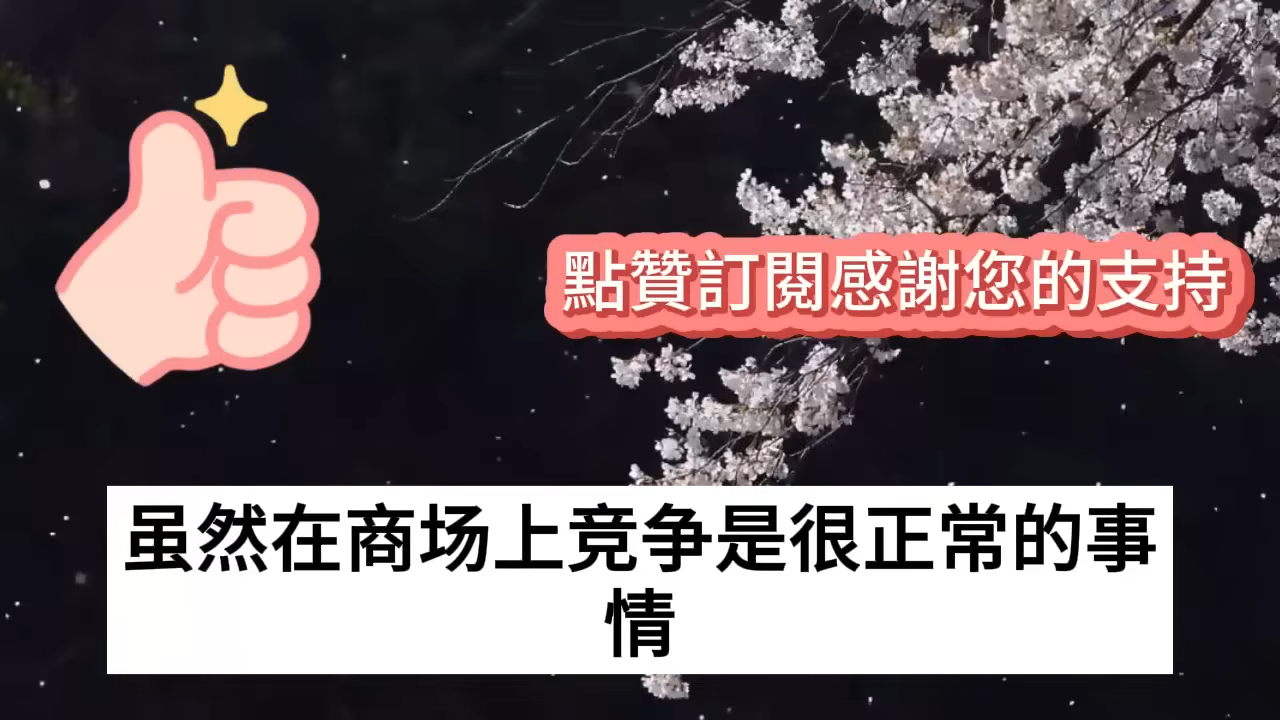 點贊訂閱感謝您的支持
虽然在商场上竞争是很正常的事
情